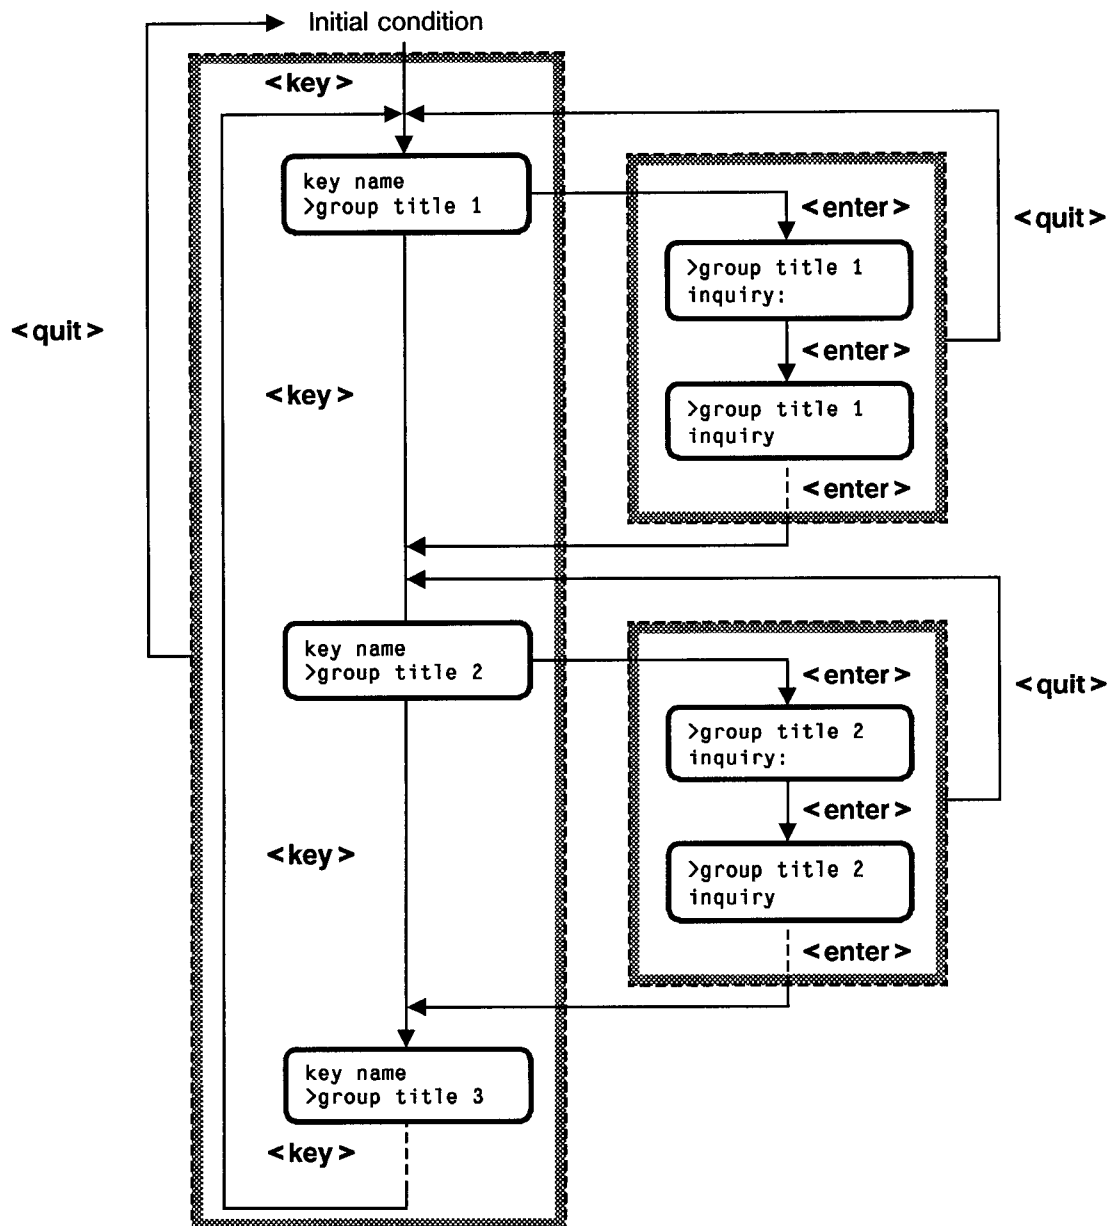 Initial condition
<key>
key name
>group title 1
<enter>
<quit>
>group title 1
inquiry:
<quit>
<enter>
<key>
>group title 1
inquiry
<enter>
key name
>group title 2
<enter>
<quit>
>group title 2
inquiry:
<enter>
<key>
>group title 2
inquiry
<enter>
key name
>group title 3
<key>